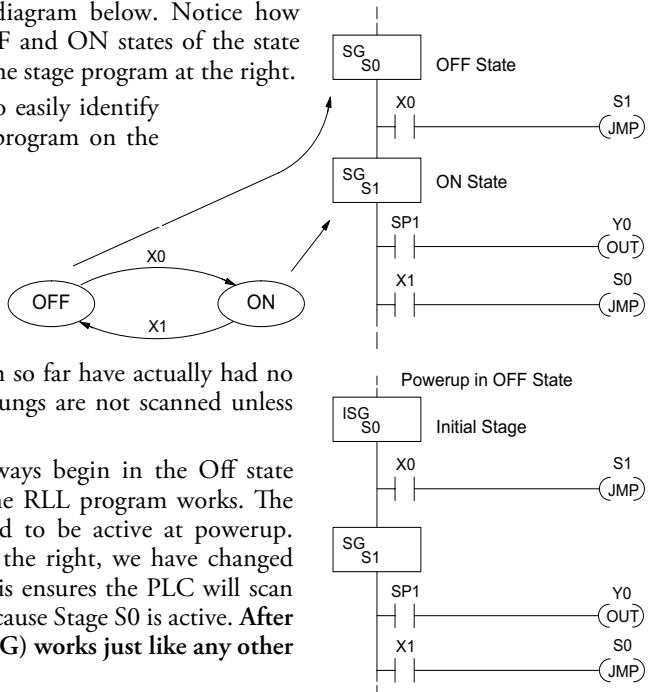 diagram below. Notice how
F and ON states of the state
ne stage program at the right.
o easily identify
program on the
OFF
X0
ON
X1
n so far have actually had no
ungs are not scanned unless
ways begin in the Off state
ne RLL program works. The
d to be active at powerup.
the right, we have changed
is ensures the PLC will scan
cause Stage S0 is active. After
G) works just like any other
SG
S0
OFF State
X0
S1
JMP
SG
S1
ON State
SP1
Y0
OUT
X1
S0
JMP
Powerup in OFF State
ISG
S0
Initial Stage
X0
S1
JMP
SG
S1
SP1
Y0
OUT
X1
S0
JMP